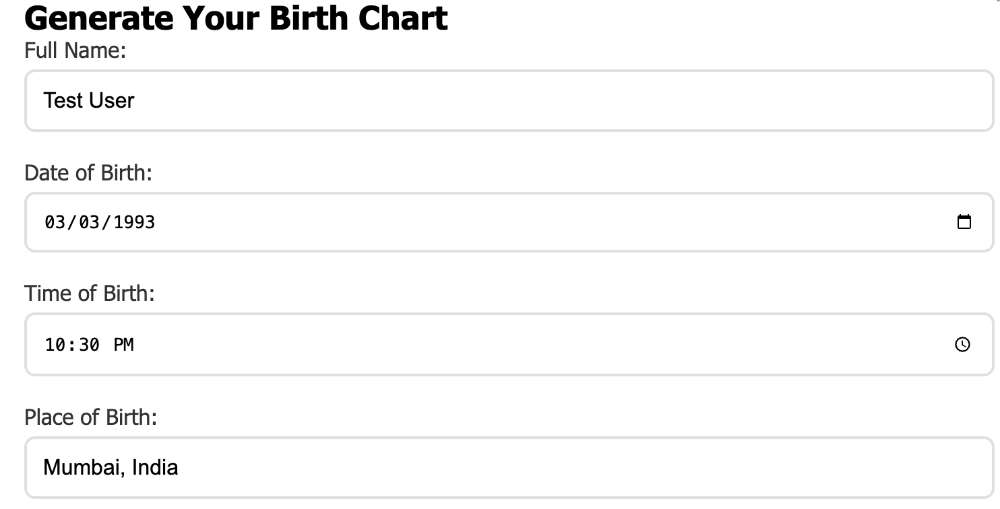 Generate Your Birth Chart
Full Name:
Test User
Date of Birth:
03/03/1993
Time of Birth:
10:30 PM
Place of Birth:
Mumbai, India